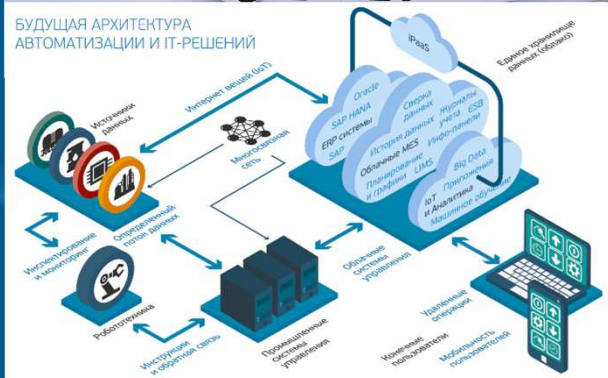 БУДУЩАЯ АРХИТЕКТУРА
АВТОМАТИЗАЦИИ И IT-РЕШЕНИЙ
iPaaS
Единое хранилище
данных (облако)
Интернет вещей (IoT)
Oracle
SAP HANA
ERP системы
SAP
Сверка
данных
Журналы
учета
ESB
История данных
Инфо-панели
Облачные MES
Планирование
и графики
LIMS
Big Data
IoT
Приложения
и Аналитика
Машинное обучение
Источники
данных
Многосвязная
сеть
Инспектирование
и мониторинг
Определенный
поток данных
Робототехника
Инструкции
и обратная связь
Промышленные
системы
управления
Облачные
системы
управления
Удаленные
операции
Конечные
пользователи
Мобильность
пользователей